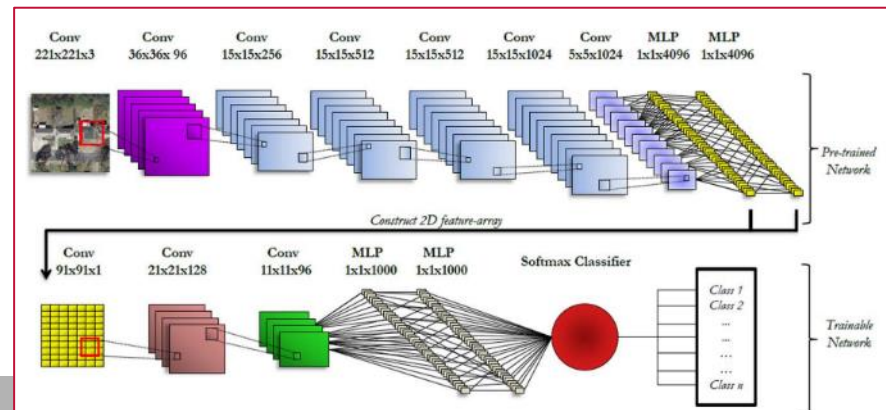 Conv Conv Conv Conv Conv Conv Conv MLP MLP
221x221x3 36x36x 96 15x15x256 15x15x512 15x15x512 15x15x1024 5x5x1024 1x1x4096 1x1x4096
Pre-trained
Network
Construct 2D feature-array
Conv Conv Conv MLP MLP Softmax Classifier
91x91x1 21x21x128 11x11x96 1x1x1000 1x1x1000
Class 1
Class 2
...
...
...
...
Class n
Trainable
Network